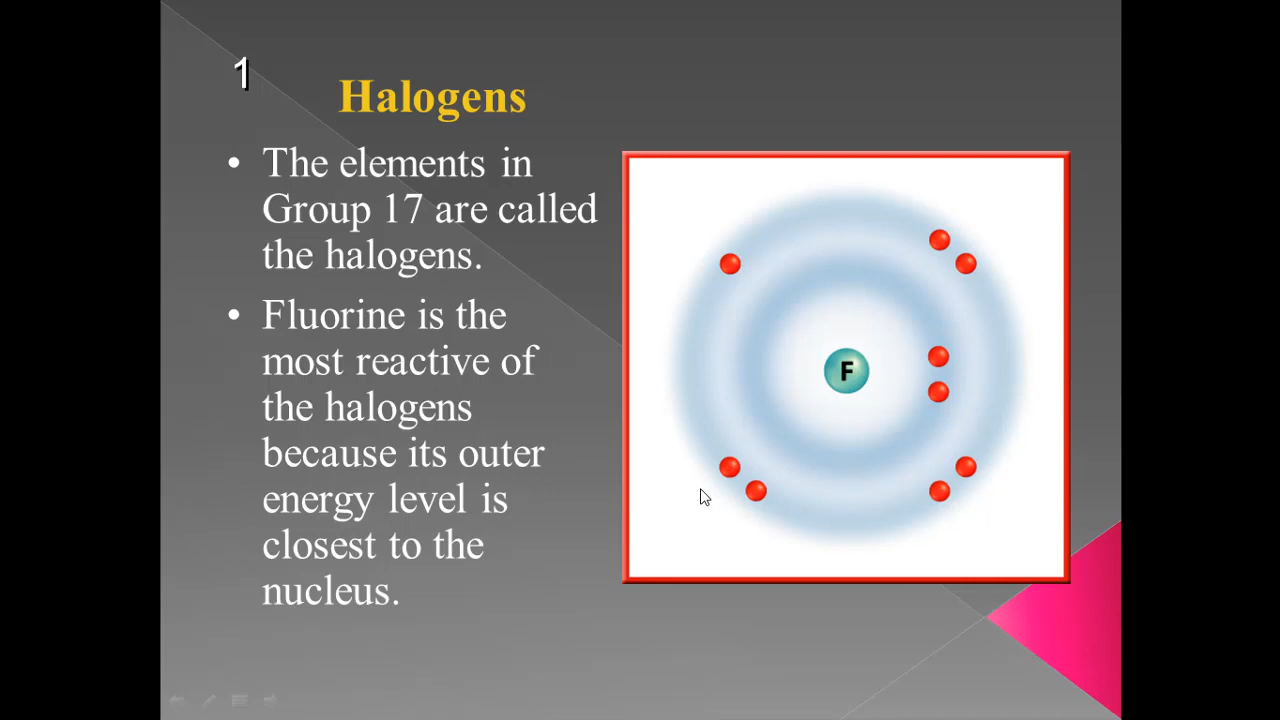 1
Halogens
• The elements in
Group 17 are called
the halogens.
• Fluorine is the
most reactive of
the halogens
because its outer
energy level is
closest to the
nucleus.
F